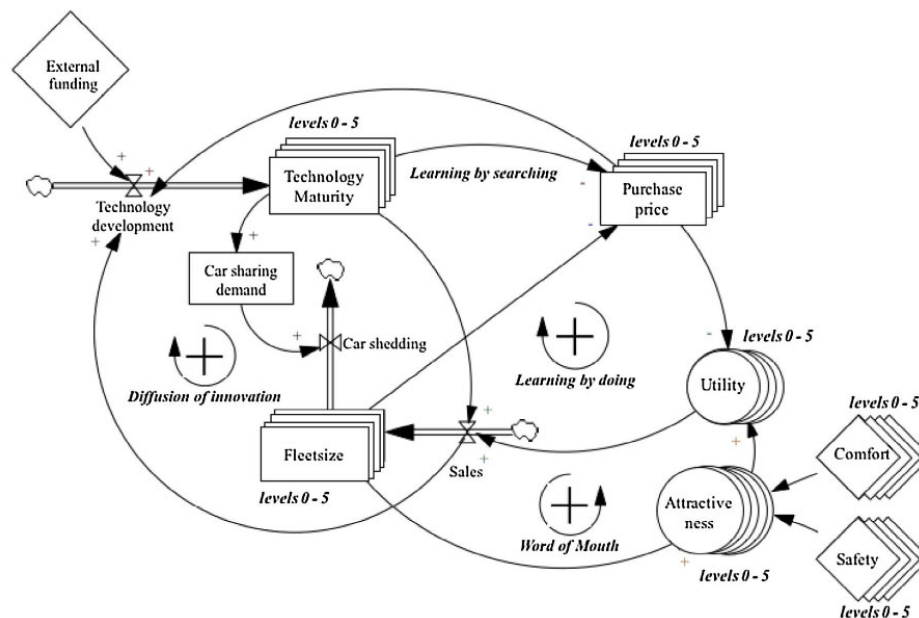 External
funding
levels 0 - 5
levels 0 - 5
+
+
Technology
Maturity
Learning by searching
Purchase
price
-
Technology
development
+
+
-
Car sharing
demand
levels 0 - 5
-
+
Car shedding
Utility
Diffusion of innovation
Learning by doing
levels 0 - 5
+
+
Comfort
Fleetsize
+
Sales
levels 0 - 5
Attractive
ness
Word of Mouth
+
levels 0 - 5
Safety
levels 0 - 5